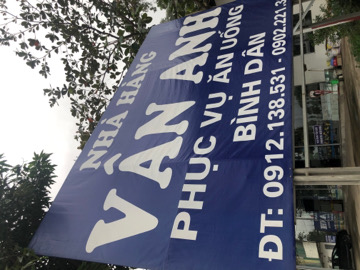 NHÀ HÀNG
VÂN ANH
PHỤC VỤ ĂN UỐNG
BÌNH DÂN
ĐT: 0912.138.531 - 0902.221.3